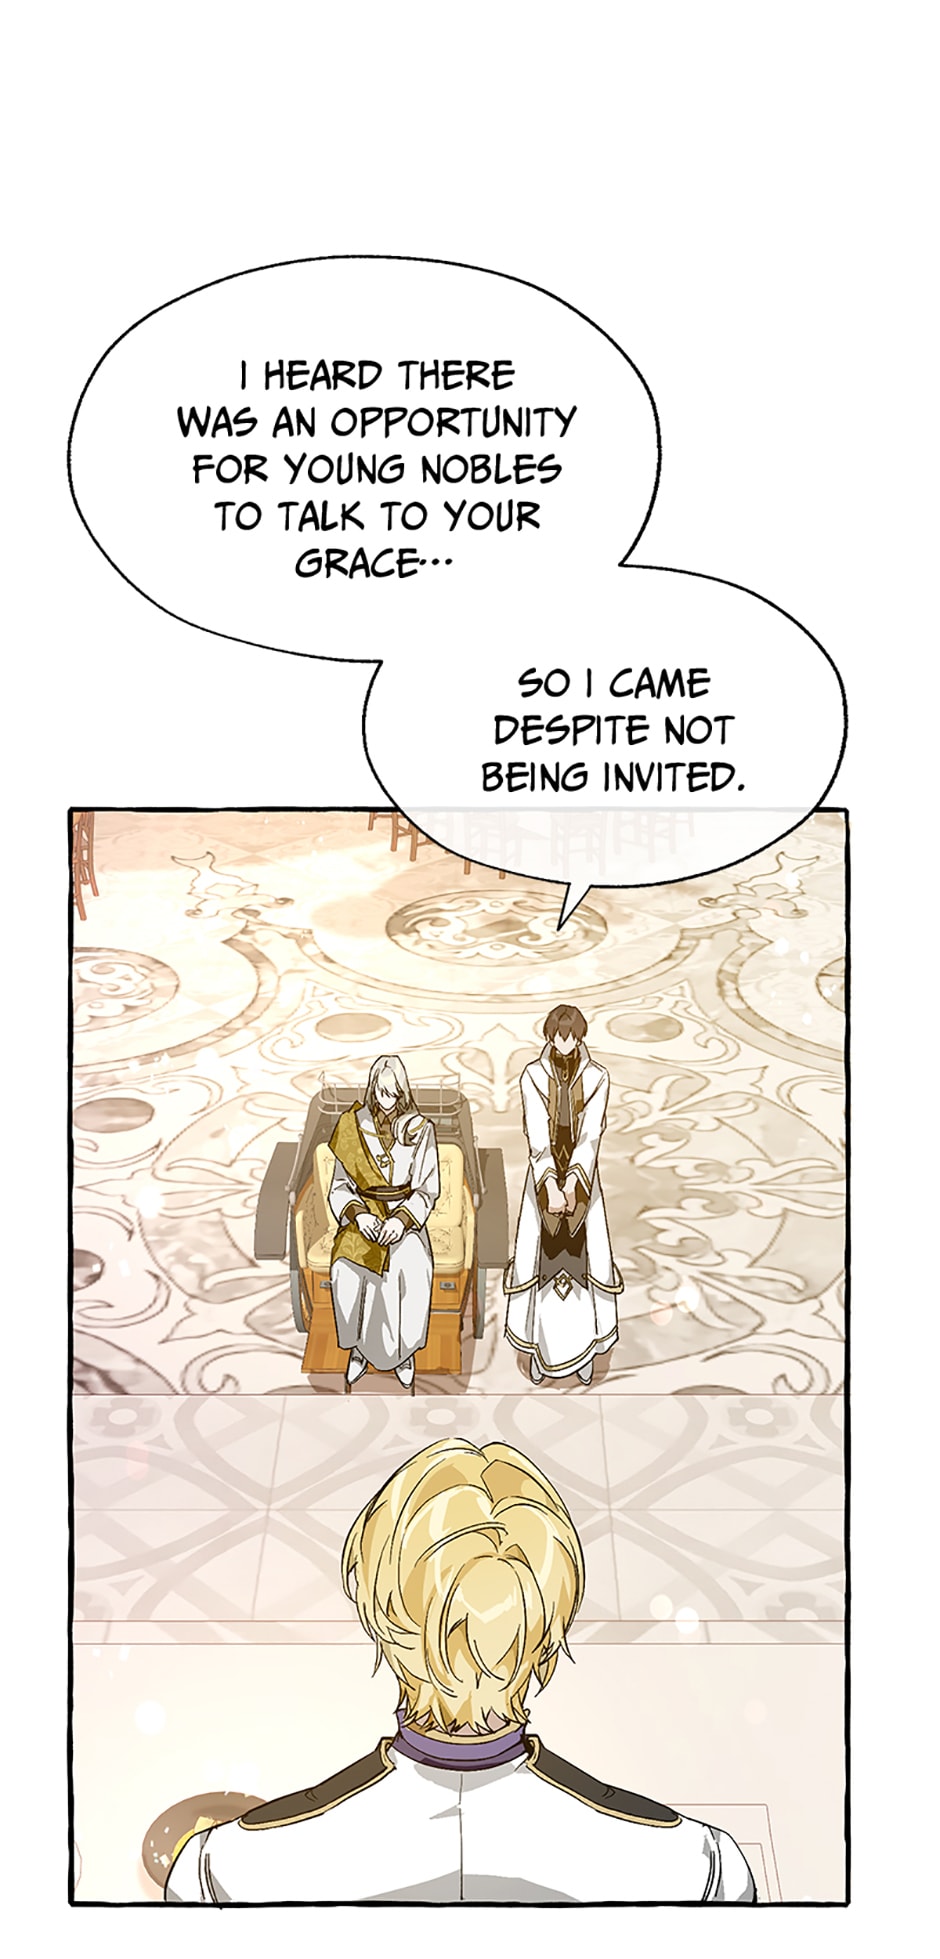 I HEARD THERE
WAS AN OPPORTUNITY
FOR YOUNG NOBLES
TO TALK TO YOUR
GRACE...
SO I CAME
DESPITE NOT
BEING INVITED.